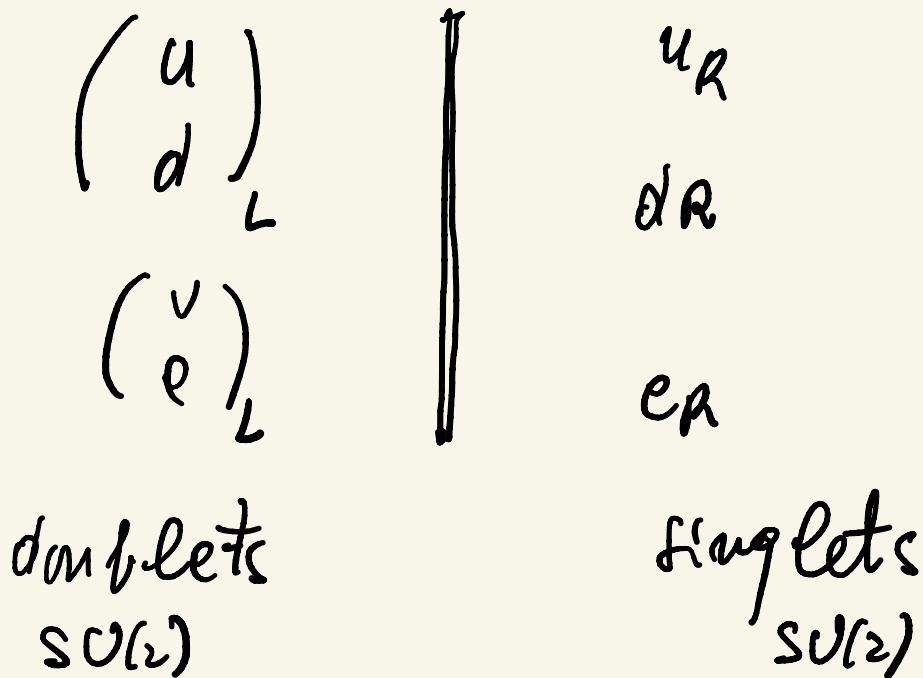 ( u
d )L
( ν
e )L
doublets
SU(2)
uR
dR
eR
singlets
SU(2)